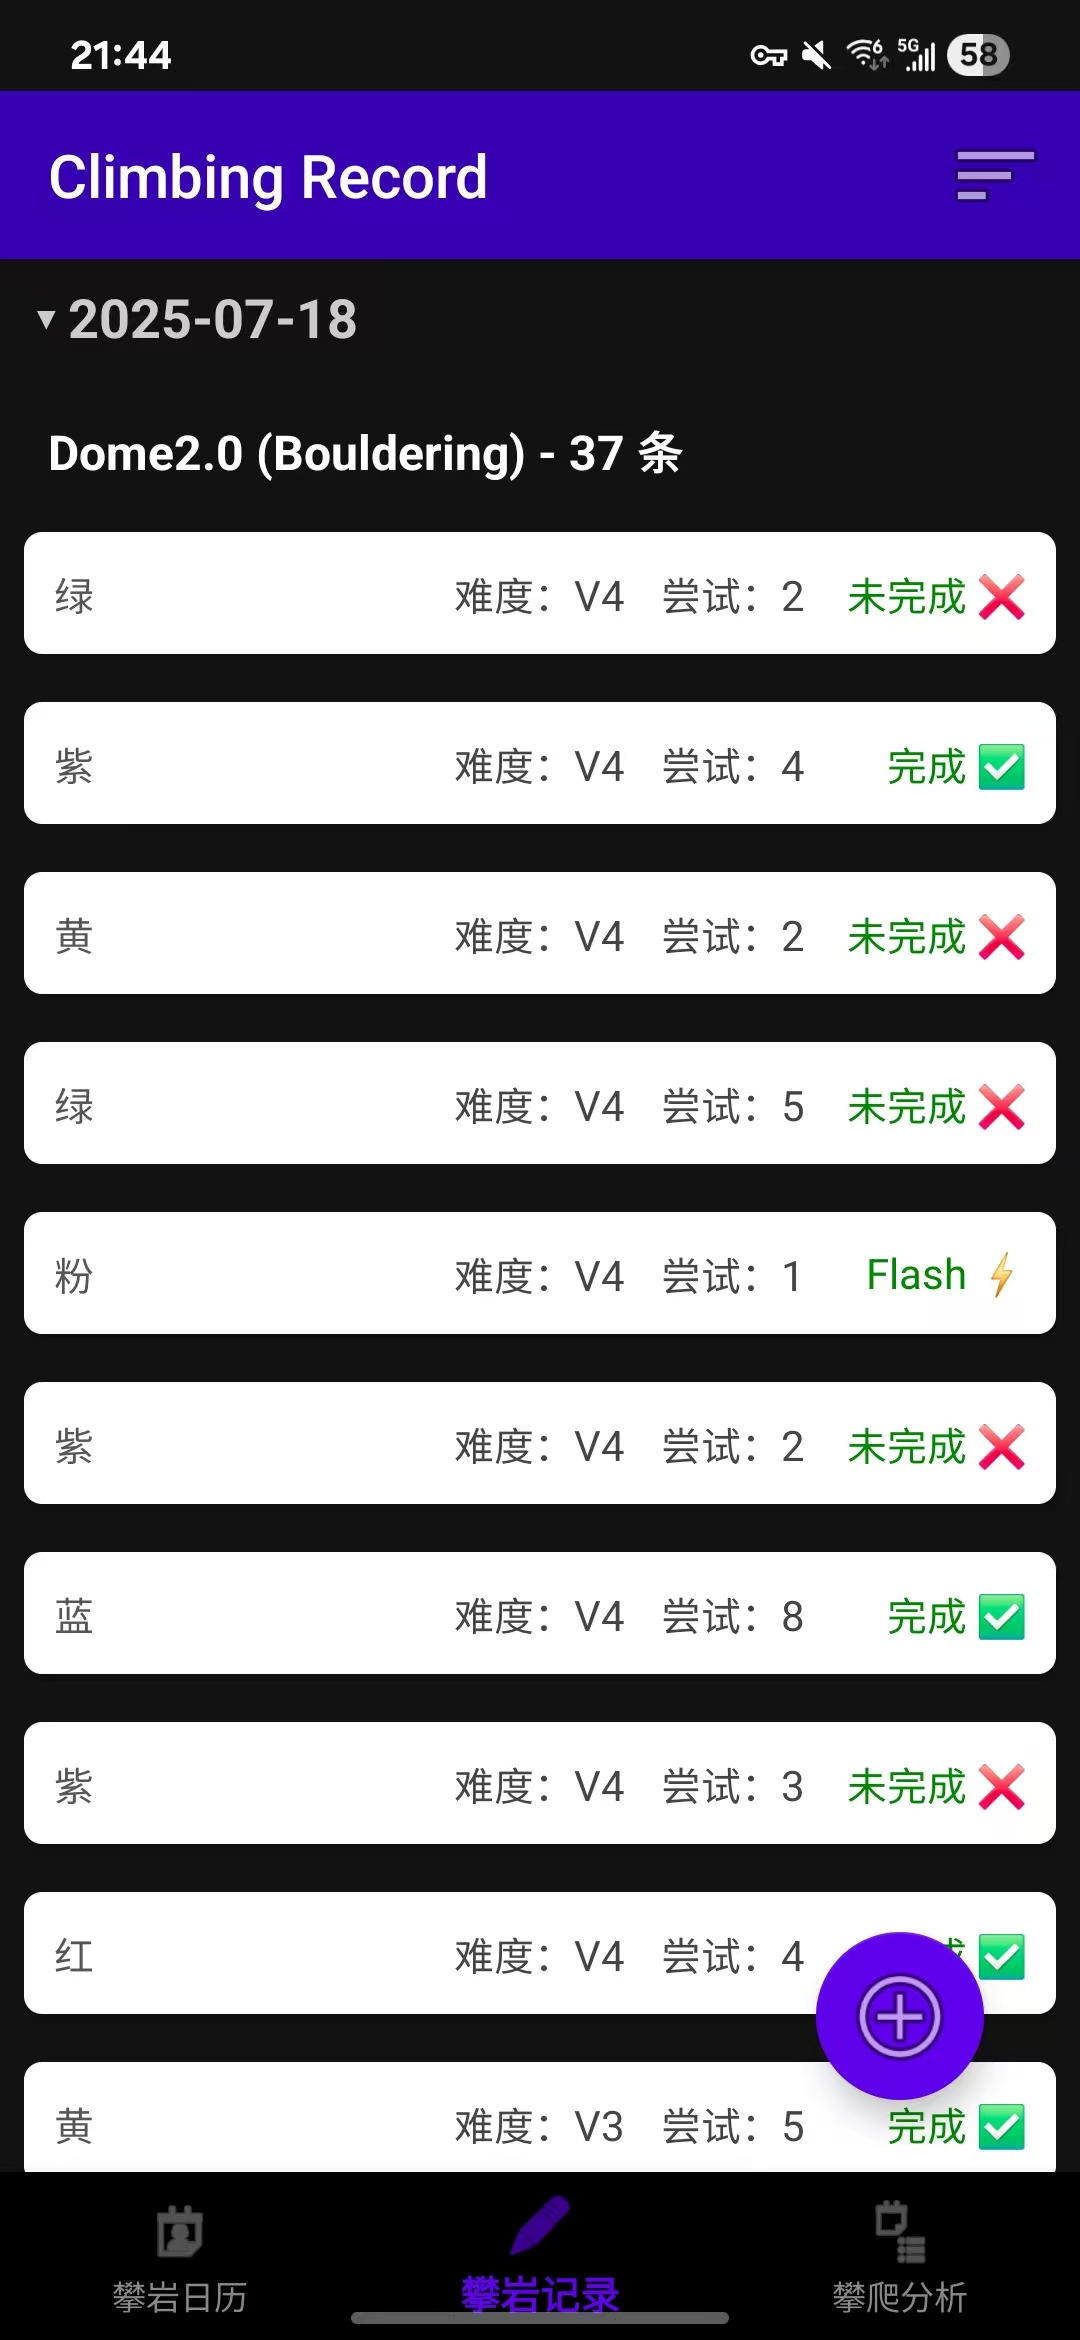 21:44 6 5G 58
Climbing Record
▼ 2025-07-18
Dome2.0 (Bouldering) - 37 条
绿 难度：V4 尝试：2 未完成 ❌
紫 难度：V4 尝试：4 完成 ✅
黄 难度：V4 尝试：2 未完成 ❌
绿 难度：V4 尝试：5 未完成 ❌
粉 难度：V4 尝试：1 Flash ⚡
紫 难度：V4 尝试：2 未完成 ❌
蓝 难度：V4 尝试：8 完成 ✅
紫 难度：V4 尝试：3 未完成 ❌
红 难度：V4 尝试：4 ✅
黄 难度：V3 尝试：5 完成 ✅
攀岩日历 攀岩记录 攀爬分析